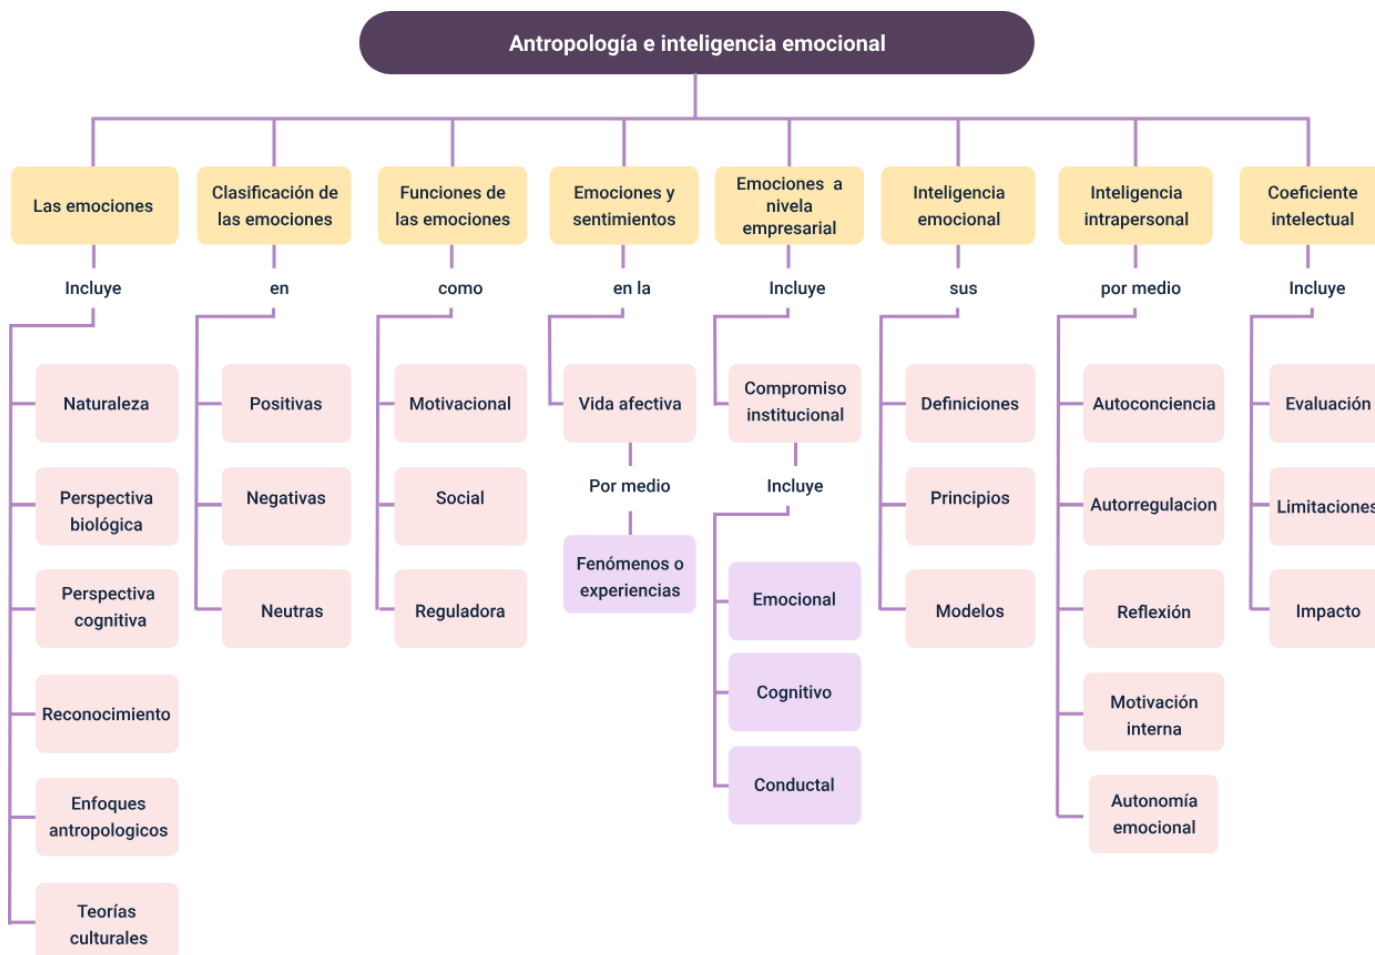 Antropología e inteligencia emocional
Las emociones
Clasificación de
las emociones
Funciones de
las emociones
Emociones y
sentimientos
Emociones a
nivela
empresarial
Inteligencia
emocional
Inteligencia
intrapersonal
Coeficiente
intelectual
Incluye
en
como
en la
Incluye
sus
por medio
Incluye
Naturaleza
Perspectiva
biológica
Perspectiva
cognitiva
Reconocimiento
Enfoques
antropologicos
Teorías
culturales
Positivas
Negativas
Neutras
Motivacional
Social
Reguladora
Vida afectiva
Por medio
Fenómenos o
experiencias
Compromiso
institucional
Incluye
Emocional
Cognitivo
Conductal
Definiciones
Principios
Modelos
Autoconciencia
Autorregulacion
Reflexión
Motivación
interna
Autonomía
emocional
Evaluación
Limitaciones
Impacto